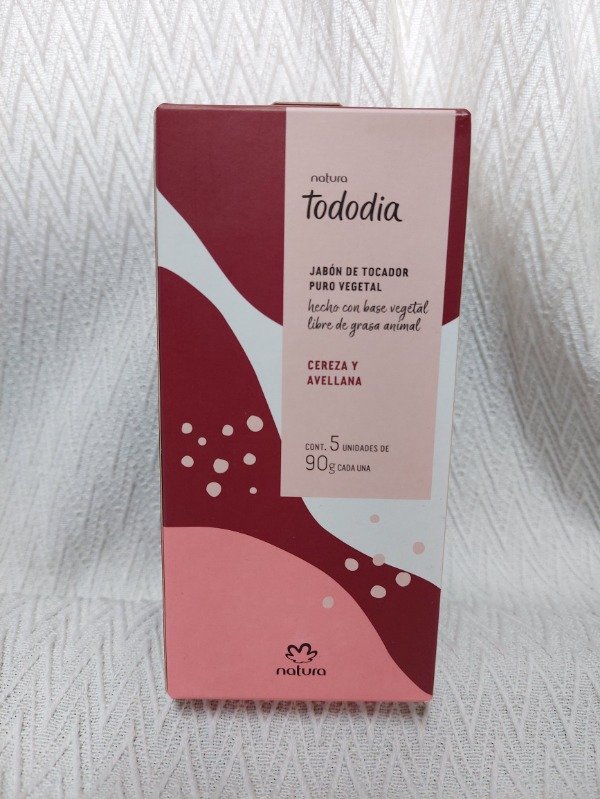 natura
tododia
JABÓN DE TOCADOR
PURO VEGETAL
hecho con base vegetal
libre de grasa animal
CEREZA Y
AVELLANA
CONT. 5 UNIDADES DE
90g CADA UNA
natura